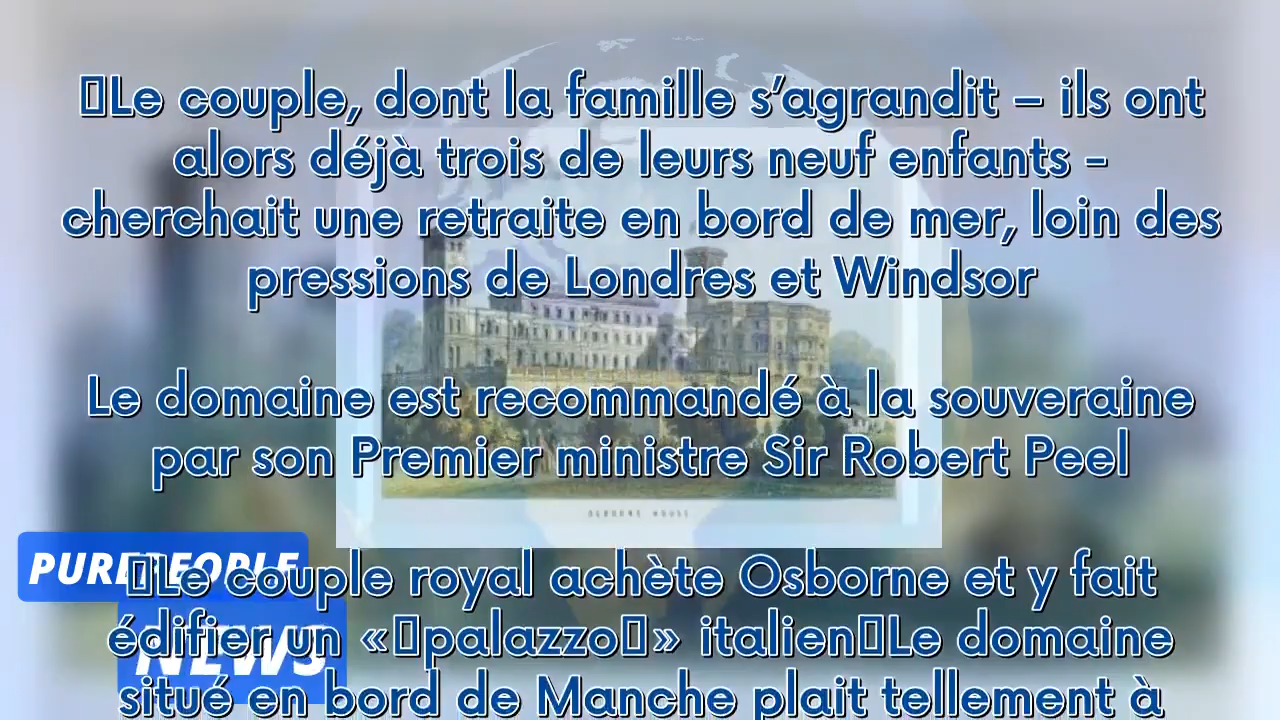 Le couple, dont la famille s’agrandit – ils ont
alors déjà trois de leurs neuf enfants -
cherchait une retraite en bord de mer, loin des
pressions de Londres et Windsor
Le domaine est recommandé à la souveraine
par son Premier ministre Sir Robert Peel
OSBORNE HOUSE
PUREPEOPLE
Le couple royal achète Osborne et y fait
édifier un « palazzo » italien Le domaine
NEWS
situé en bord de Manche plait tellement à